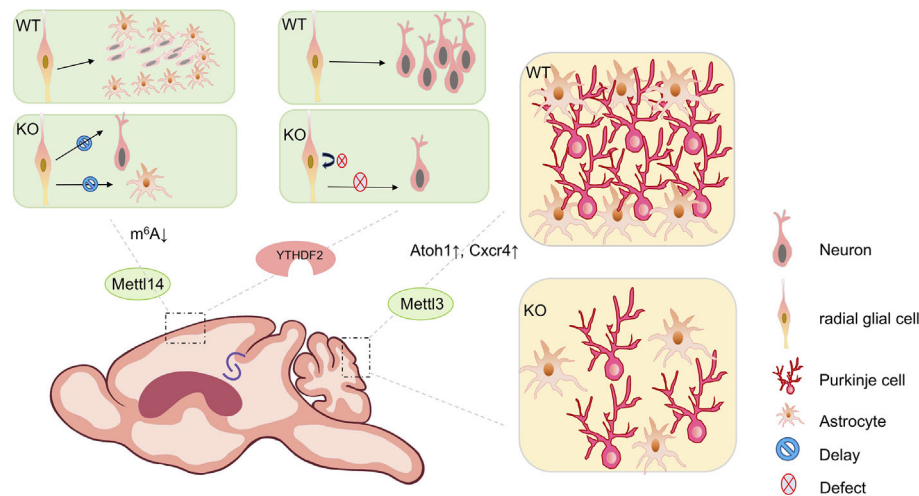 WT
KO
WT
KO
m⁶A↓
Mettl14
YTHDF2
Atoh1↑, Cxcr4↑
Mettl3
WT
KO
Neuron
radial glial cell
Purkinje cell
Astrocyte
Delay
Defect